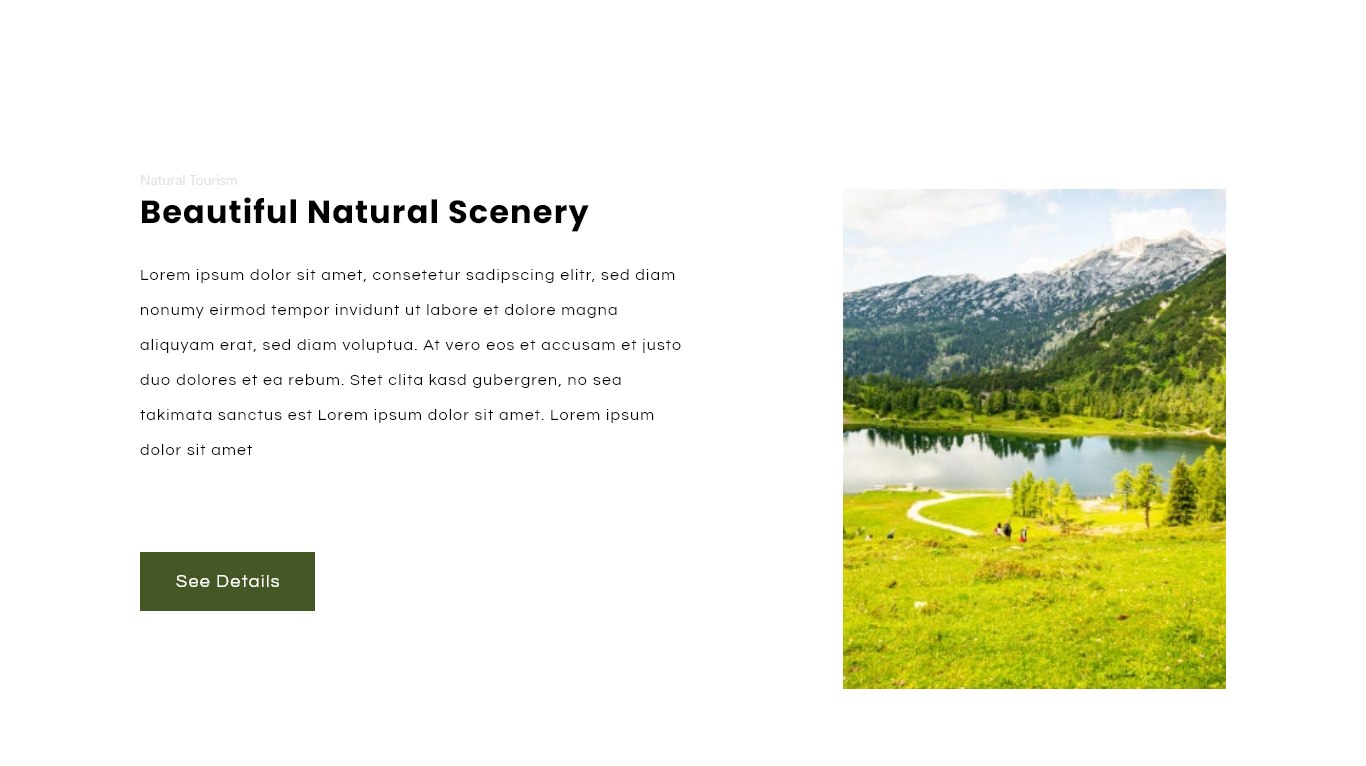 Natural Tourism
Beautiful Natural Scenery
Lorem ipsum dolor sit amet, consetetur sadipscing elitr, sed diam
nonumy eirmod tempor invidunt ut labore et dolore magna
aliquyam erat, sed diam voluptua. At vero eos et accusam et justo
duo dolores et ea rebum. Stet clita kasd gubergren, no sea
takimata sanctus est Lorem ipsum dolor sit amet. Lorem ipsum
dolor sit amet
See Details